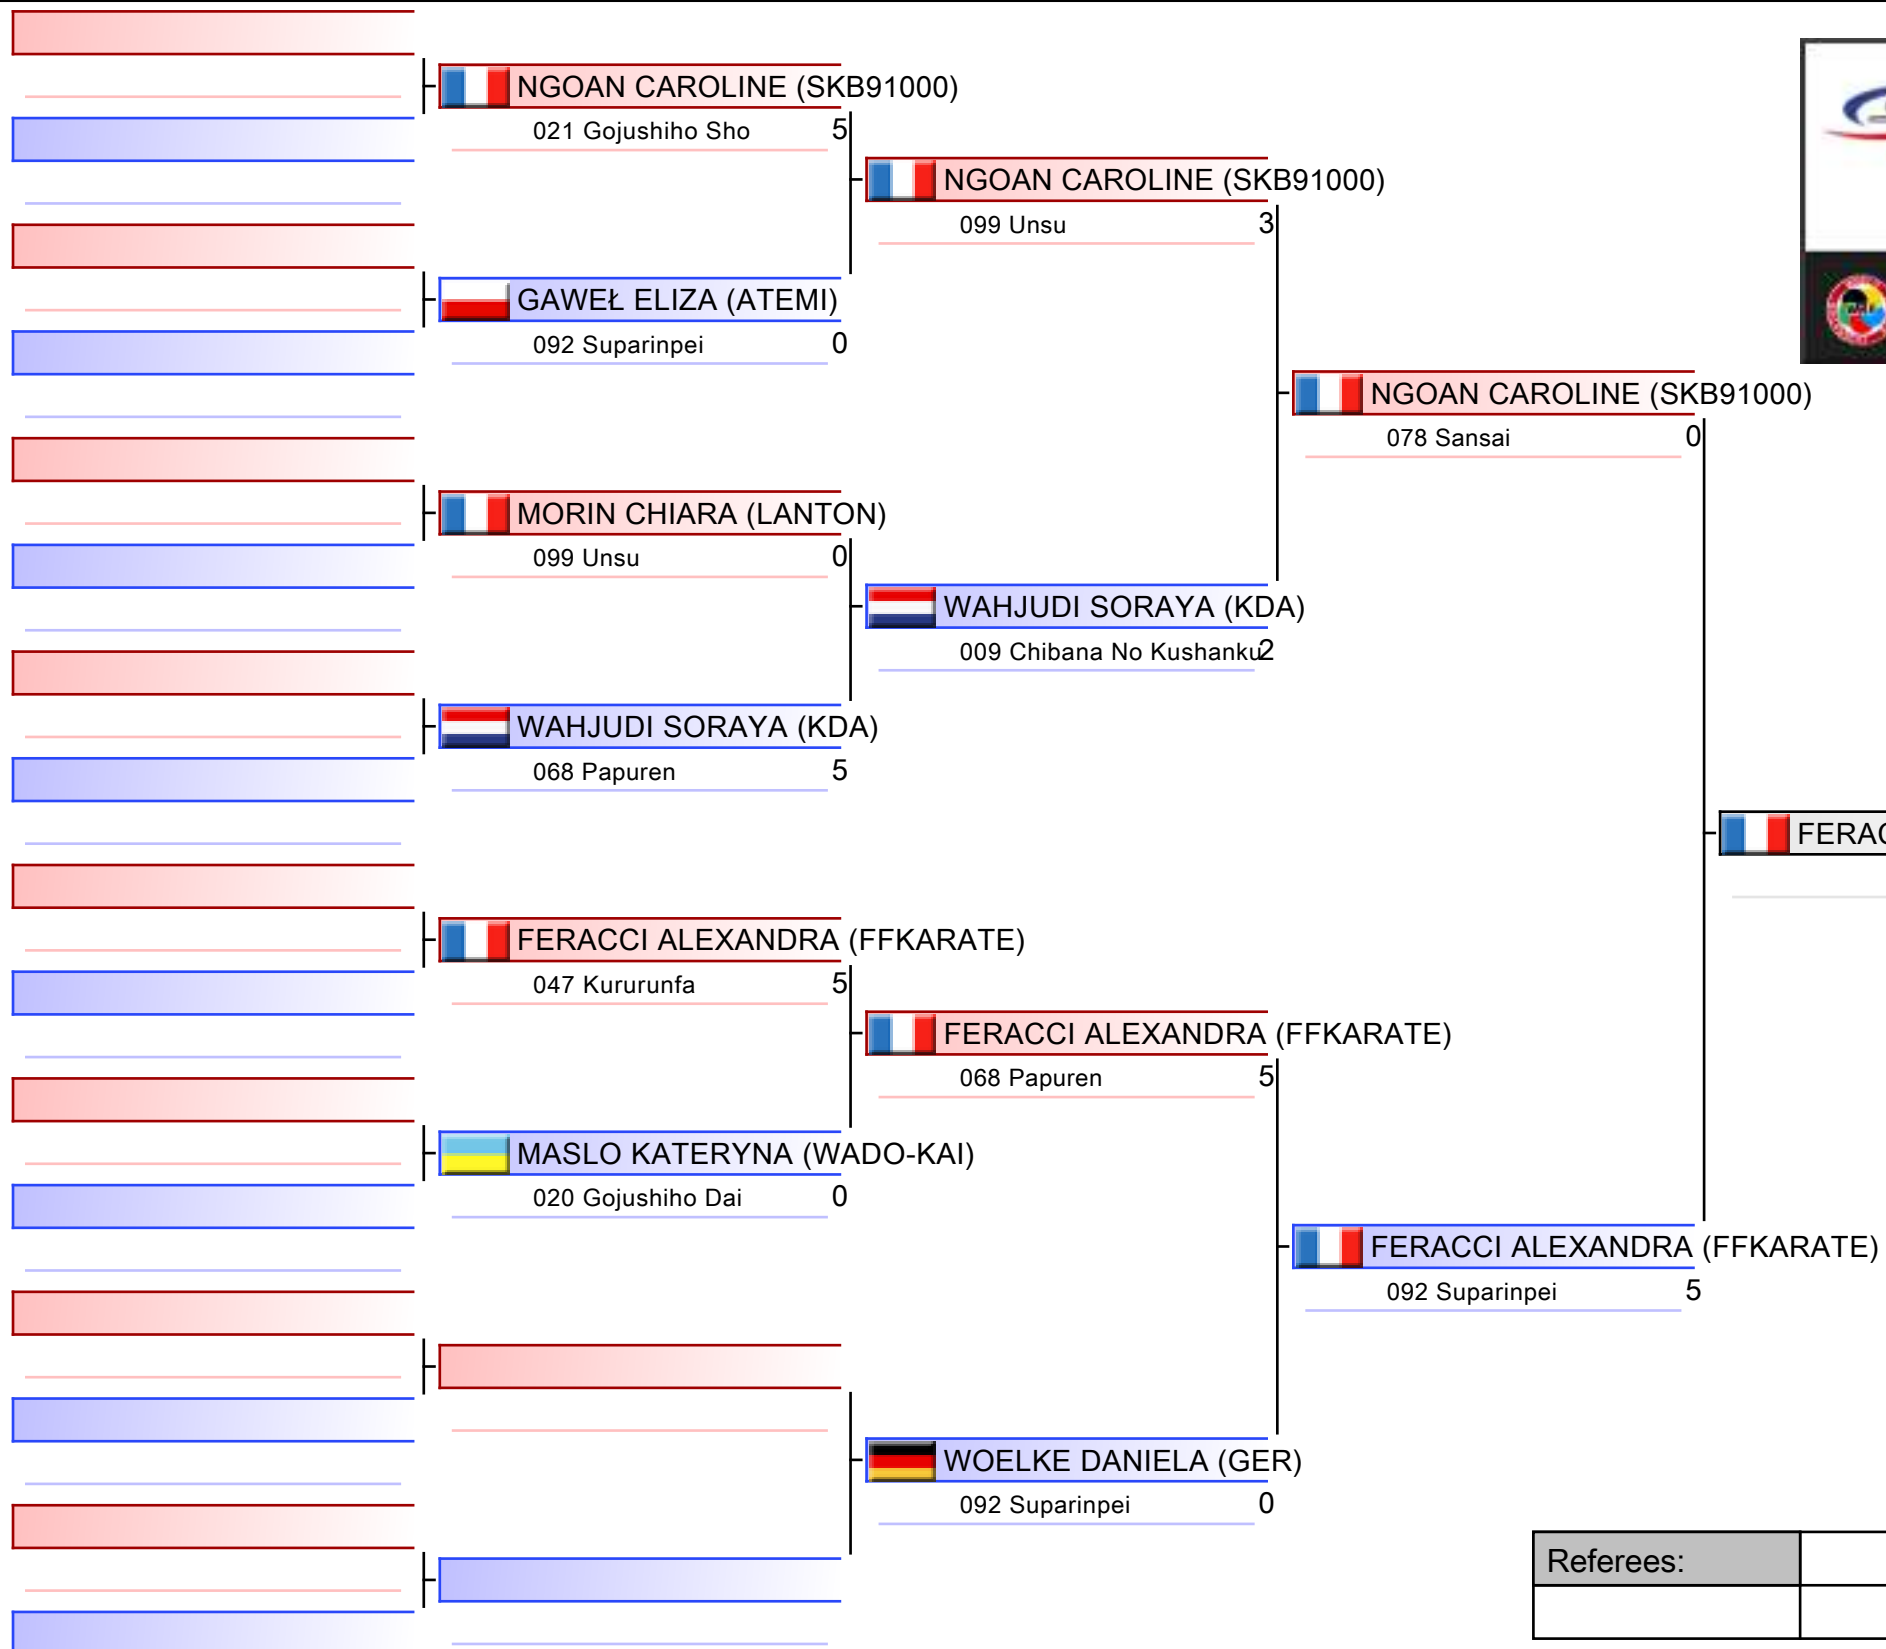 NGOAN CAROLINE (SKB91000)
021 Gojushiho Sho 5
GAWEŁ ELIZA (ATEMI)
092 Suparinpei 0
MORIN CHIARA (LANTON)
099 Unsu 0
WAHJUDI SORAYA (KDA)
068 Papuren 5
FERACCI ALEXANDRA (FFKARATE)
047 Kururunfa 5
MASLO KATERYNA (WADO-KAI)
020 Gojushiho Dai 0
NGOAN CAROLINE (SKB91000)
099 Unsu 3
WAHJUDI SORAYA (KDA)
009 Chibana No Kushanku 2
FERACCI ALEXANDRA (FFKARATE)
068 Papuren 5
WOELKE DANIELA (GER)
092 Suparinpei 0
NGOAN CAROLINE (SKB91000)
078 Sansai 0
FERACCI ALEXANDRA (FFKARATE)
092 Suparinpei 5
Referees: